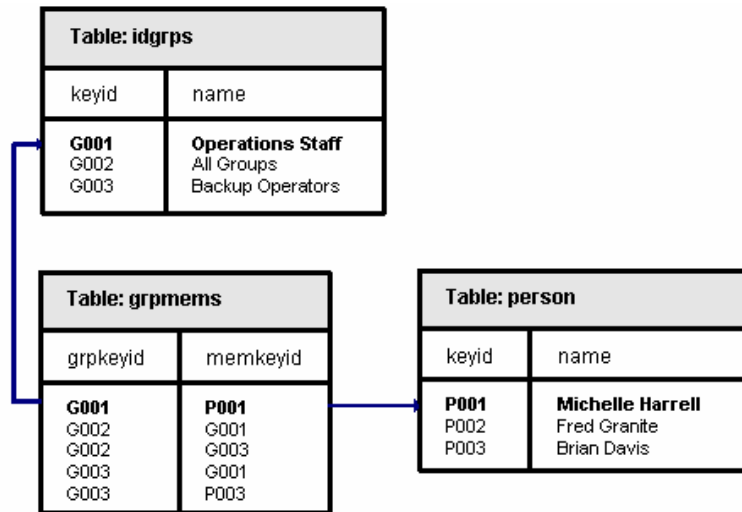 Table: idgrps
keyid name
G001 Operations Staff
G002 All Groups
G003 Backup Operators
Table: grpmems
grpkeyid memkeyid
G001 P001
G002 G001
G002 G003
G003 G001
G003 P003
Table: person
keyid name
P001 Michelle Harrell
P002 Fred Granite
P003 Brian Davis